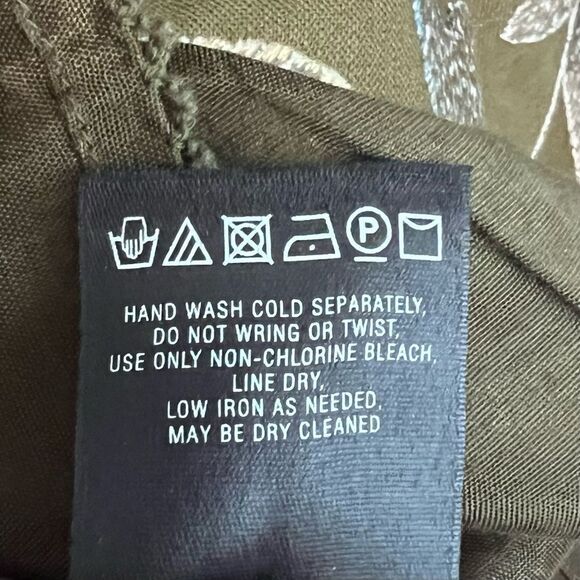 P
HAND WASH COLD SEPARATELY,
DO NOT WRING OR TWIST,
USE ONLY NON-CHLORINE BLEACH,
LINE DRY,
LOW IRON AS NEEDED,
MAY BE DRY CLEANED